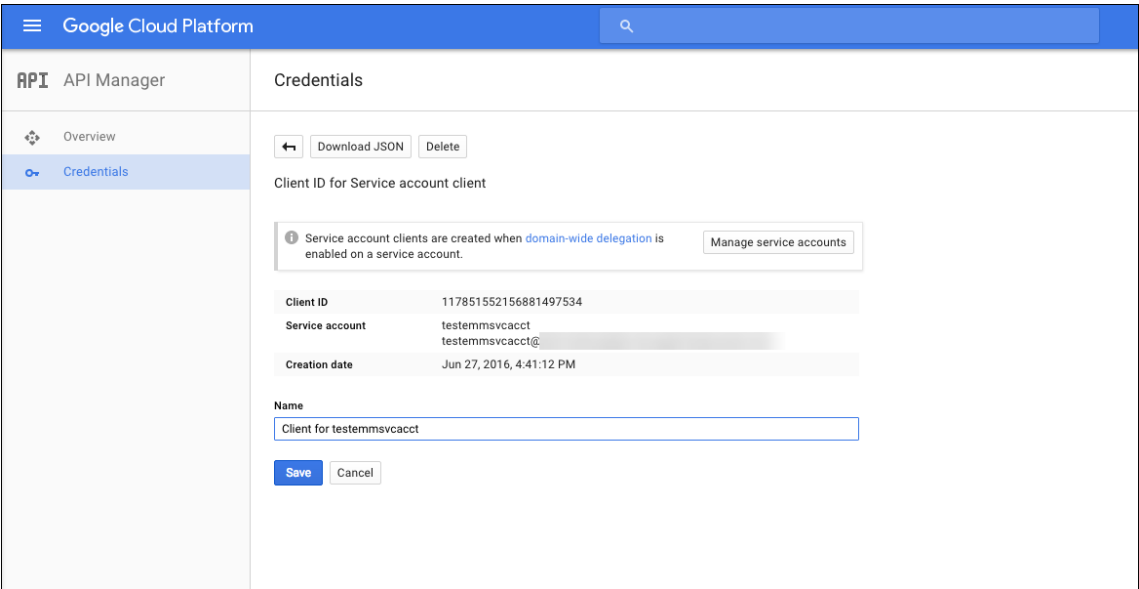 Google Cloud Platform
API API Manager
Credentials
Overview
Credentials
Download JSON Delete
Client ID for Service account client
Service account clients are created when domain-wide delegation is
enabled on a service account.
Manage service accounts
Client ID 117851552156881497534
Service account testemmsvcacct
testemmsvcacct@
Creation date Jun 27, 2016, 4:41:12 PM
Name
Client for testemmsvcacct
Save Cancel